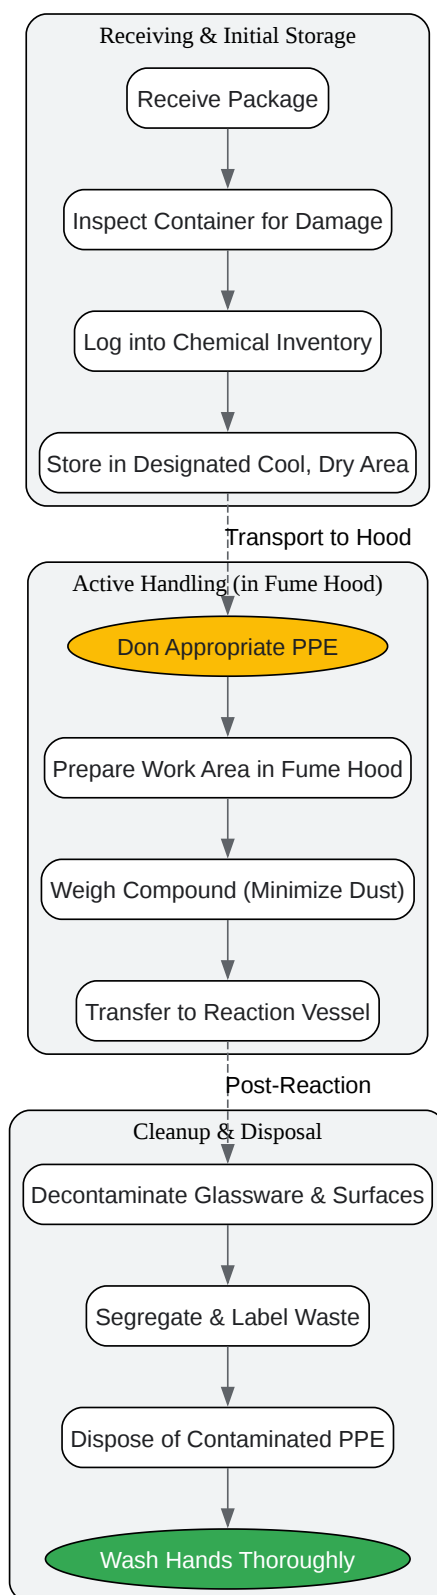 Receiving & Initial Storage
Receive Package
Inspect Container for Damage
Log into Chemical Inventory
Store in Designated Cool, Dry Area
Transport to Hood
Active Handling (in Fume Hood)
Don Appropriate PPE
Prepare Work Area in Fume Hood
Weigh Compound (Minimize Dust)
Transfer to Reaction Vessel
Post-Reaction
Cleanup & Disposal
Decontaminate Glassware & Surfaces
Segregate & Label Waste
Dispose of Contaminated PPE
Wash Hands Thoroughly